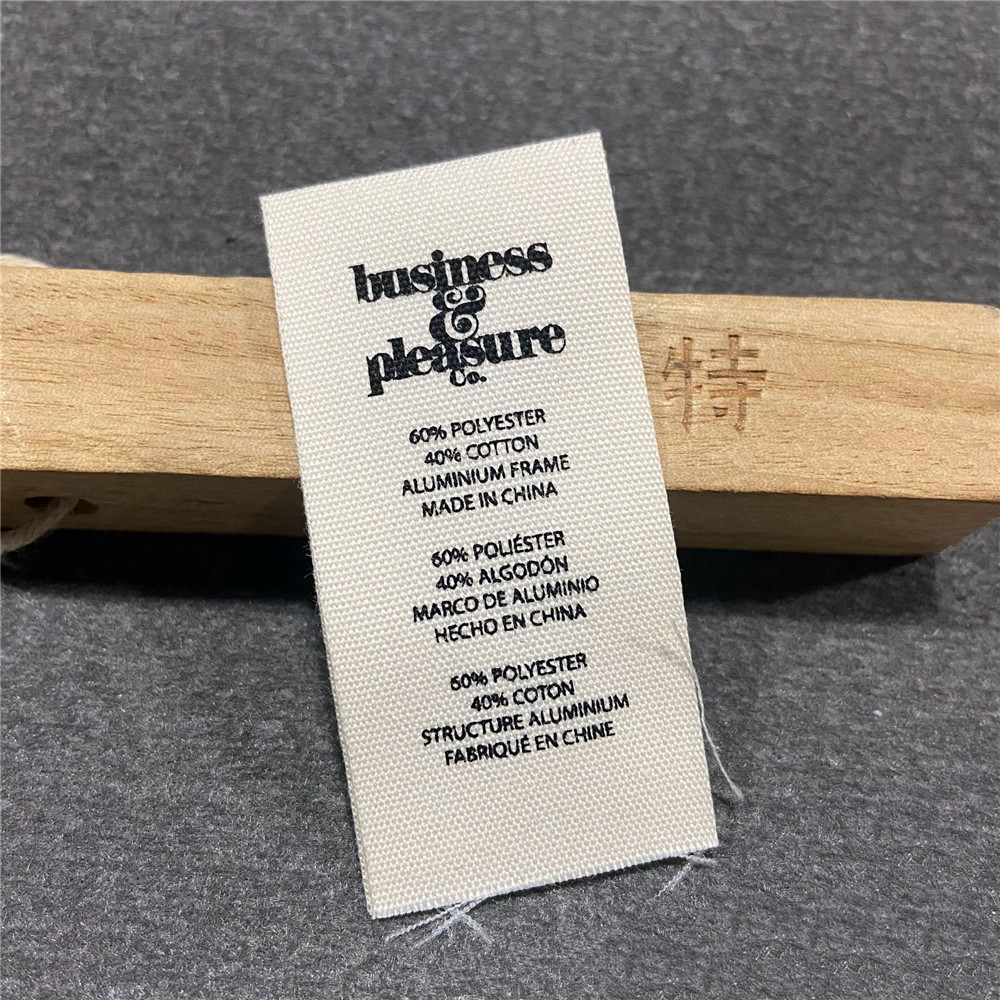 business
&
pleasure
Co.
60% POLYESTER
40% COTTON
ALUMINIUM FRAME
MADE IN CHINA
60% POLIÉSTER
40% ALGODÓN
MARCO DE ALUMINIO
HECHO EN CHINA
60% POLYESTER
40% COTON
STRUCTURE ALUMINIUM
FABRIQUÉ EN CHINE
特